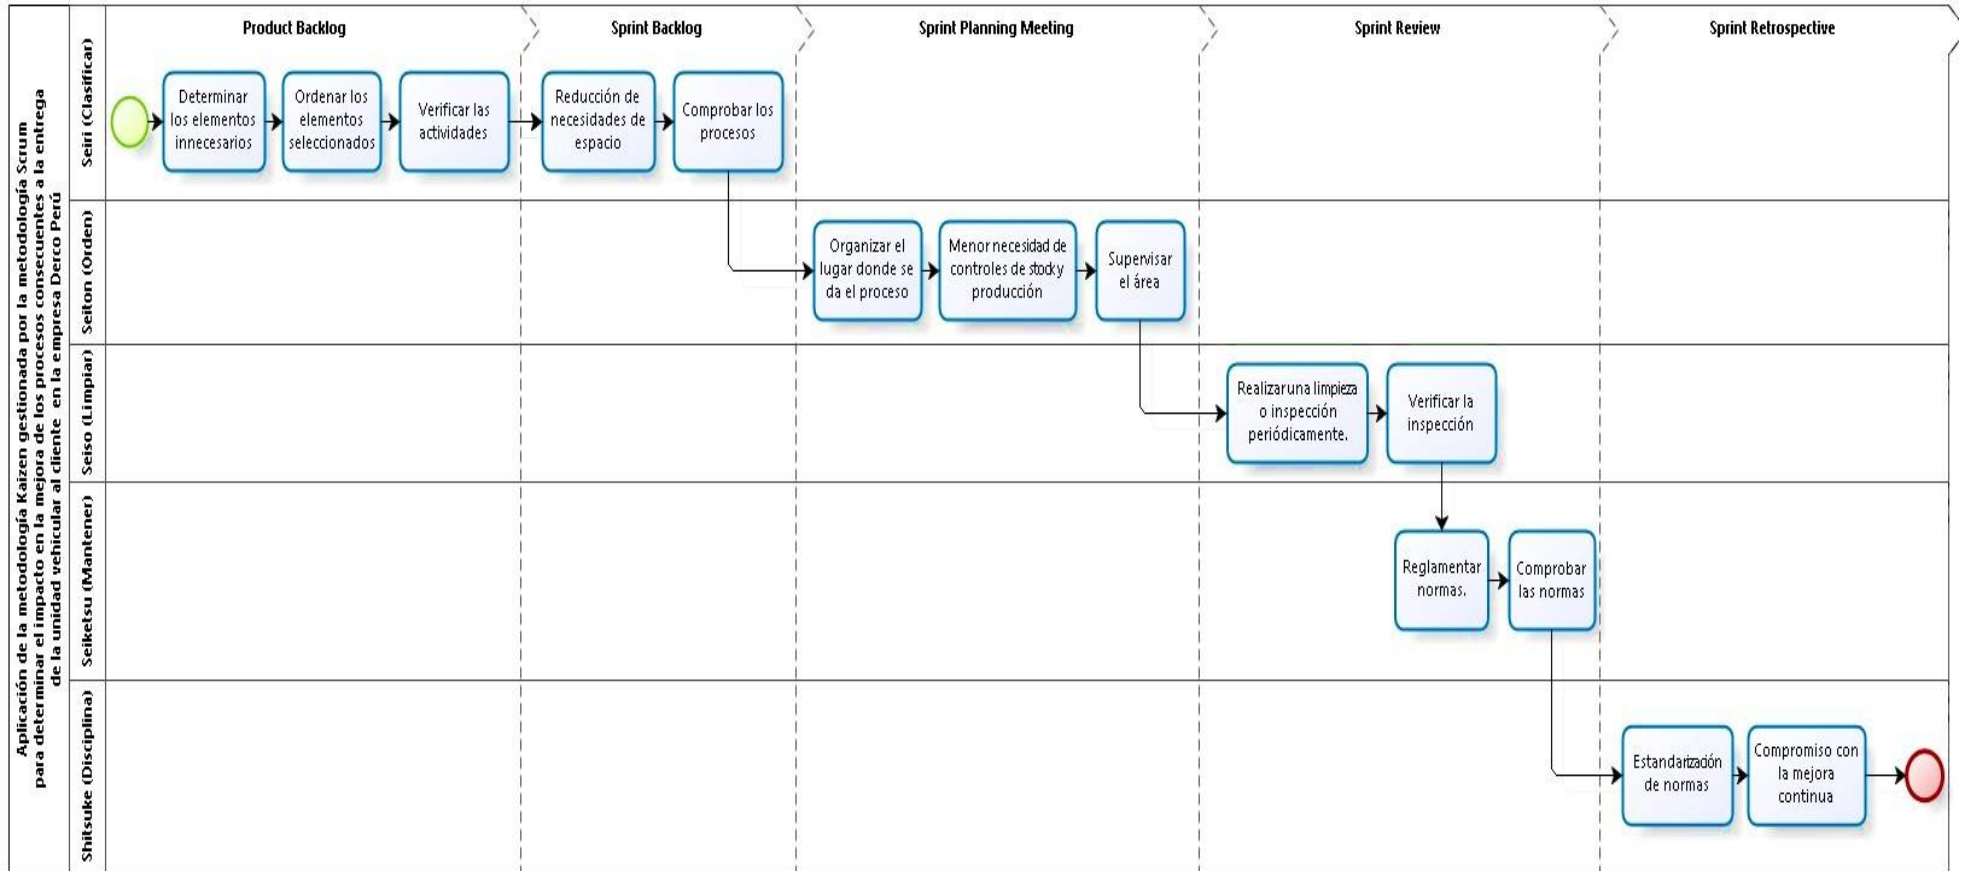 Aplicación de la metodología Kaizen gestionada por la metodología Scrum
para determinar el impacto en la mejora de los procesos consecuentes a la entrega
de la unidad vehicular al cliente en la empresa Derco Perú
Product Backlog
Sprint Backlog
Sprint Planning Meeting
Sprint Review
Sprint Retrospective
Seiri (Clasificar)
Determinar
los elementos
innecesarios
Ordenar los
elementos
seleccionados
Verificar las
actividades
Reducción de
necesidades de
espacio
Comprobar los
procesos
Seiton (Orden)
Organizar el
lugar donde se
da el proceso
Menor necesidad de
controles de stock y
producción
Supervisar
el área
Seiso (Limpiar)
Realizar una limpieza
o inspección
periódicamente.
Verificar la
inspección
Seiketsu (Mantener)
Reglamentar
normas.
Comprobar
las normas
Shitsuke (Disciplina)
Estandarización
de normas
Compromiso con
la mejora
continua